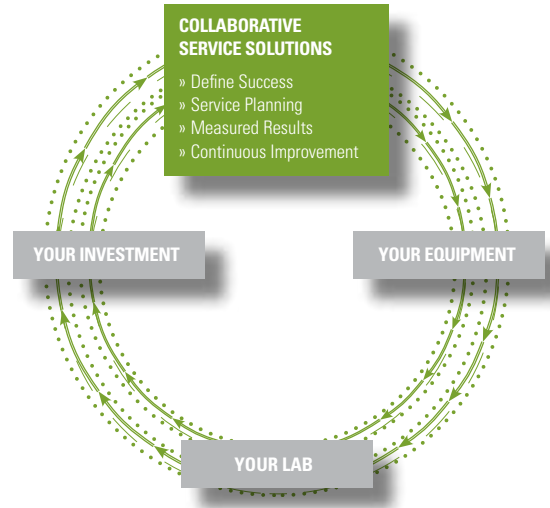 COLLABORATIVE
SERVICE SOLUTIONS
» Define Success
» Service Planning
» Measured Results
» Continuous Improvement
YOUR INVESTMENT
YOUR EQUIPMENT
YOUR LAB